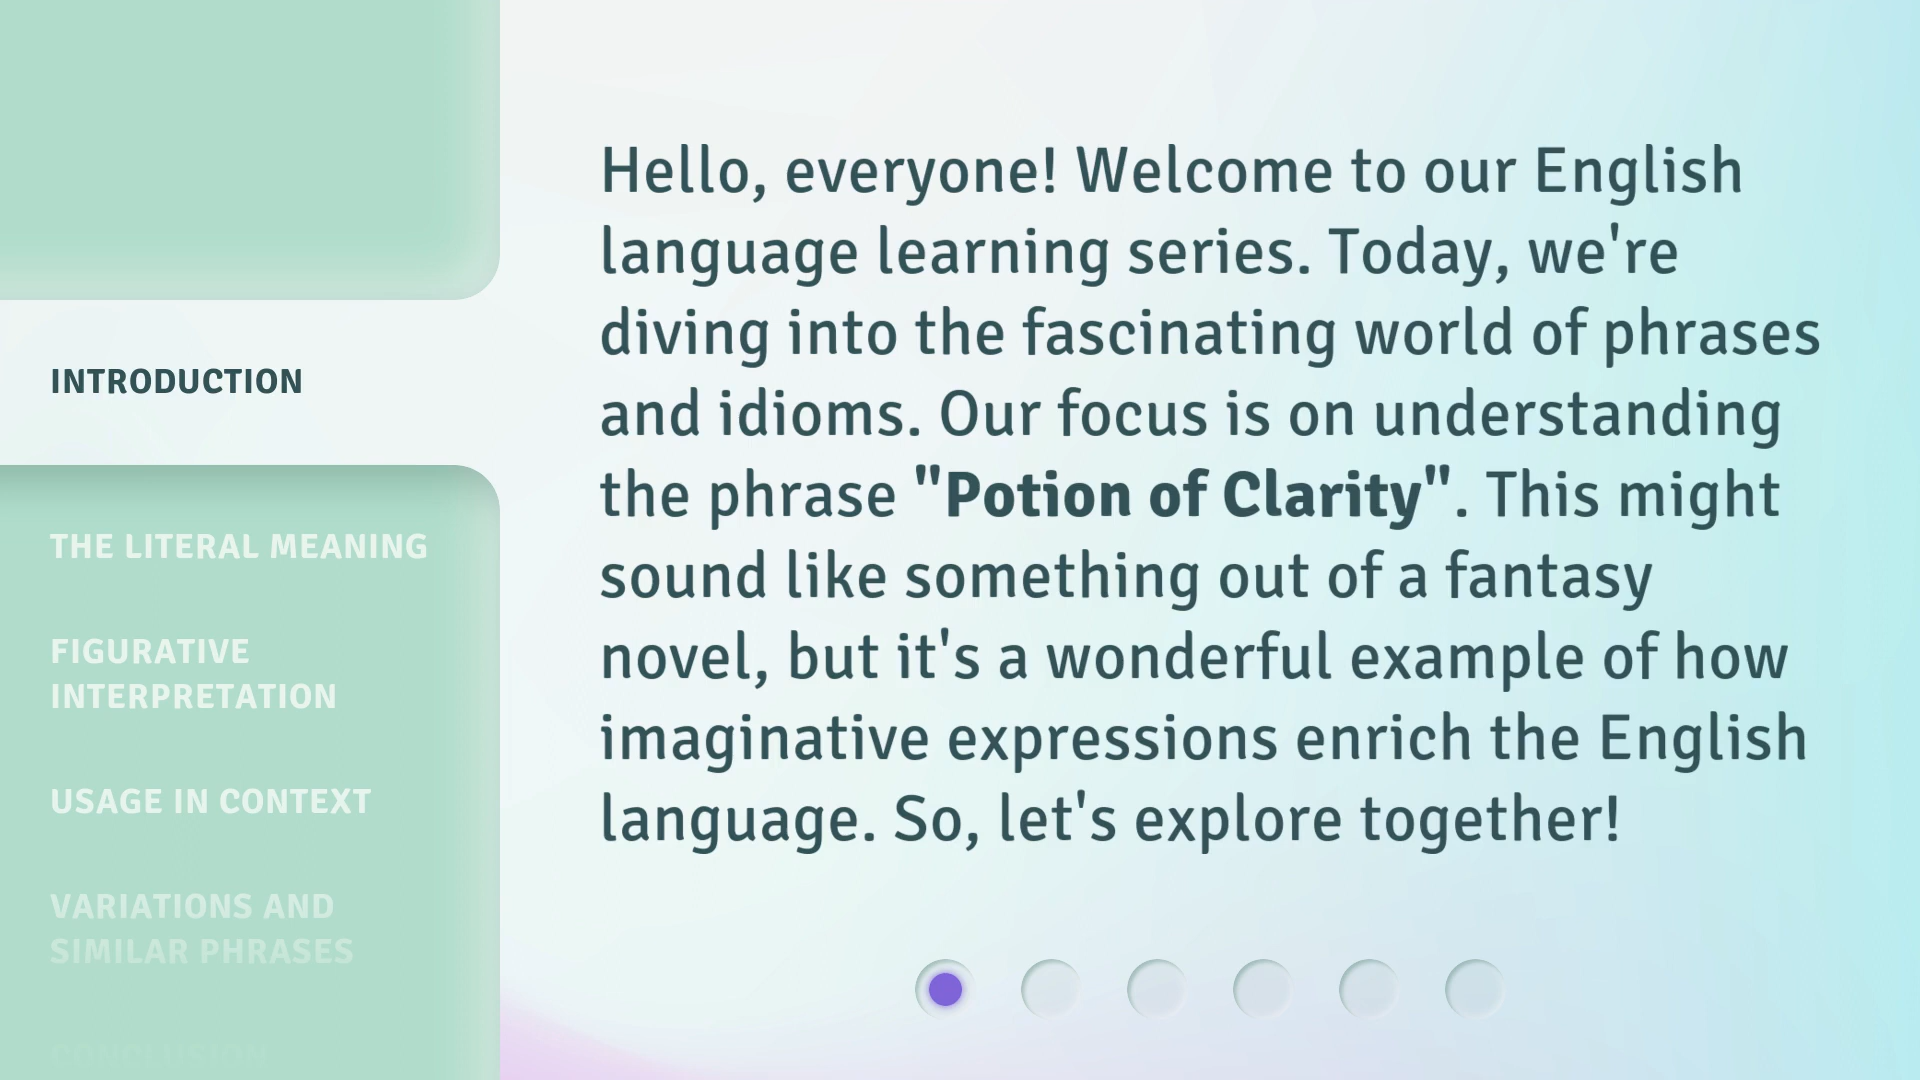 INTRODUCTION
THE LITERAL MEANING
FIGURATIVE
INTERPRETATION
USAGE IN CONTEXT
VARIATIONS AND
SIMILAR PHRASES
CONCLUSION
Hello, everyone! Welcome to our English
language learning series. Today, we're
diving into the fascinating world of phrases
and idioms. Our focus is on understanding
the phrase "Potion of Clarity". This might
sound like something out of a fantasy
novel, but it's a wonderful example of how
imaginative expressions enrich the English
language. So, let's explore together!